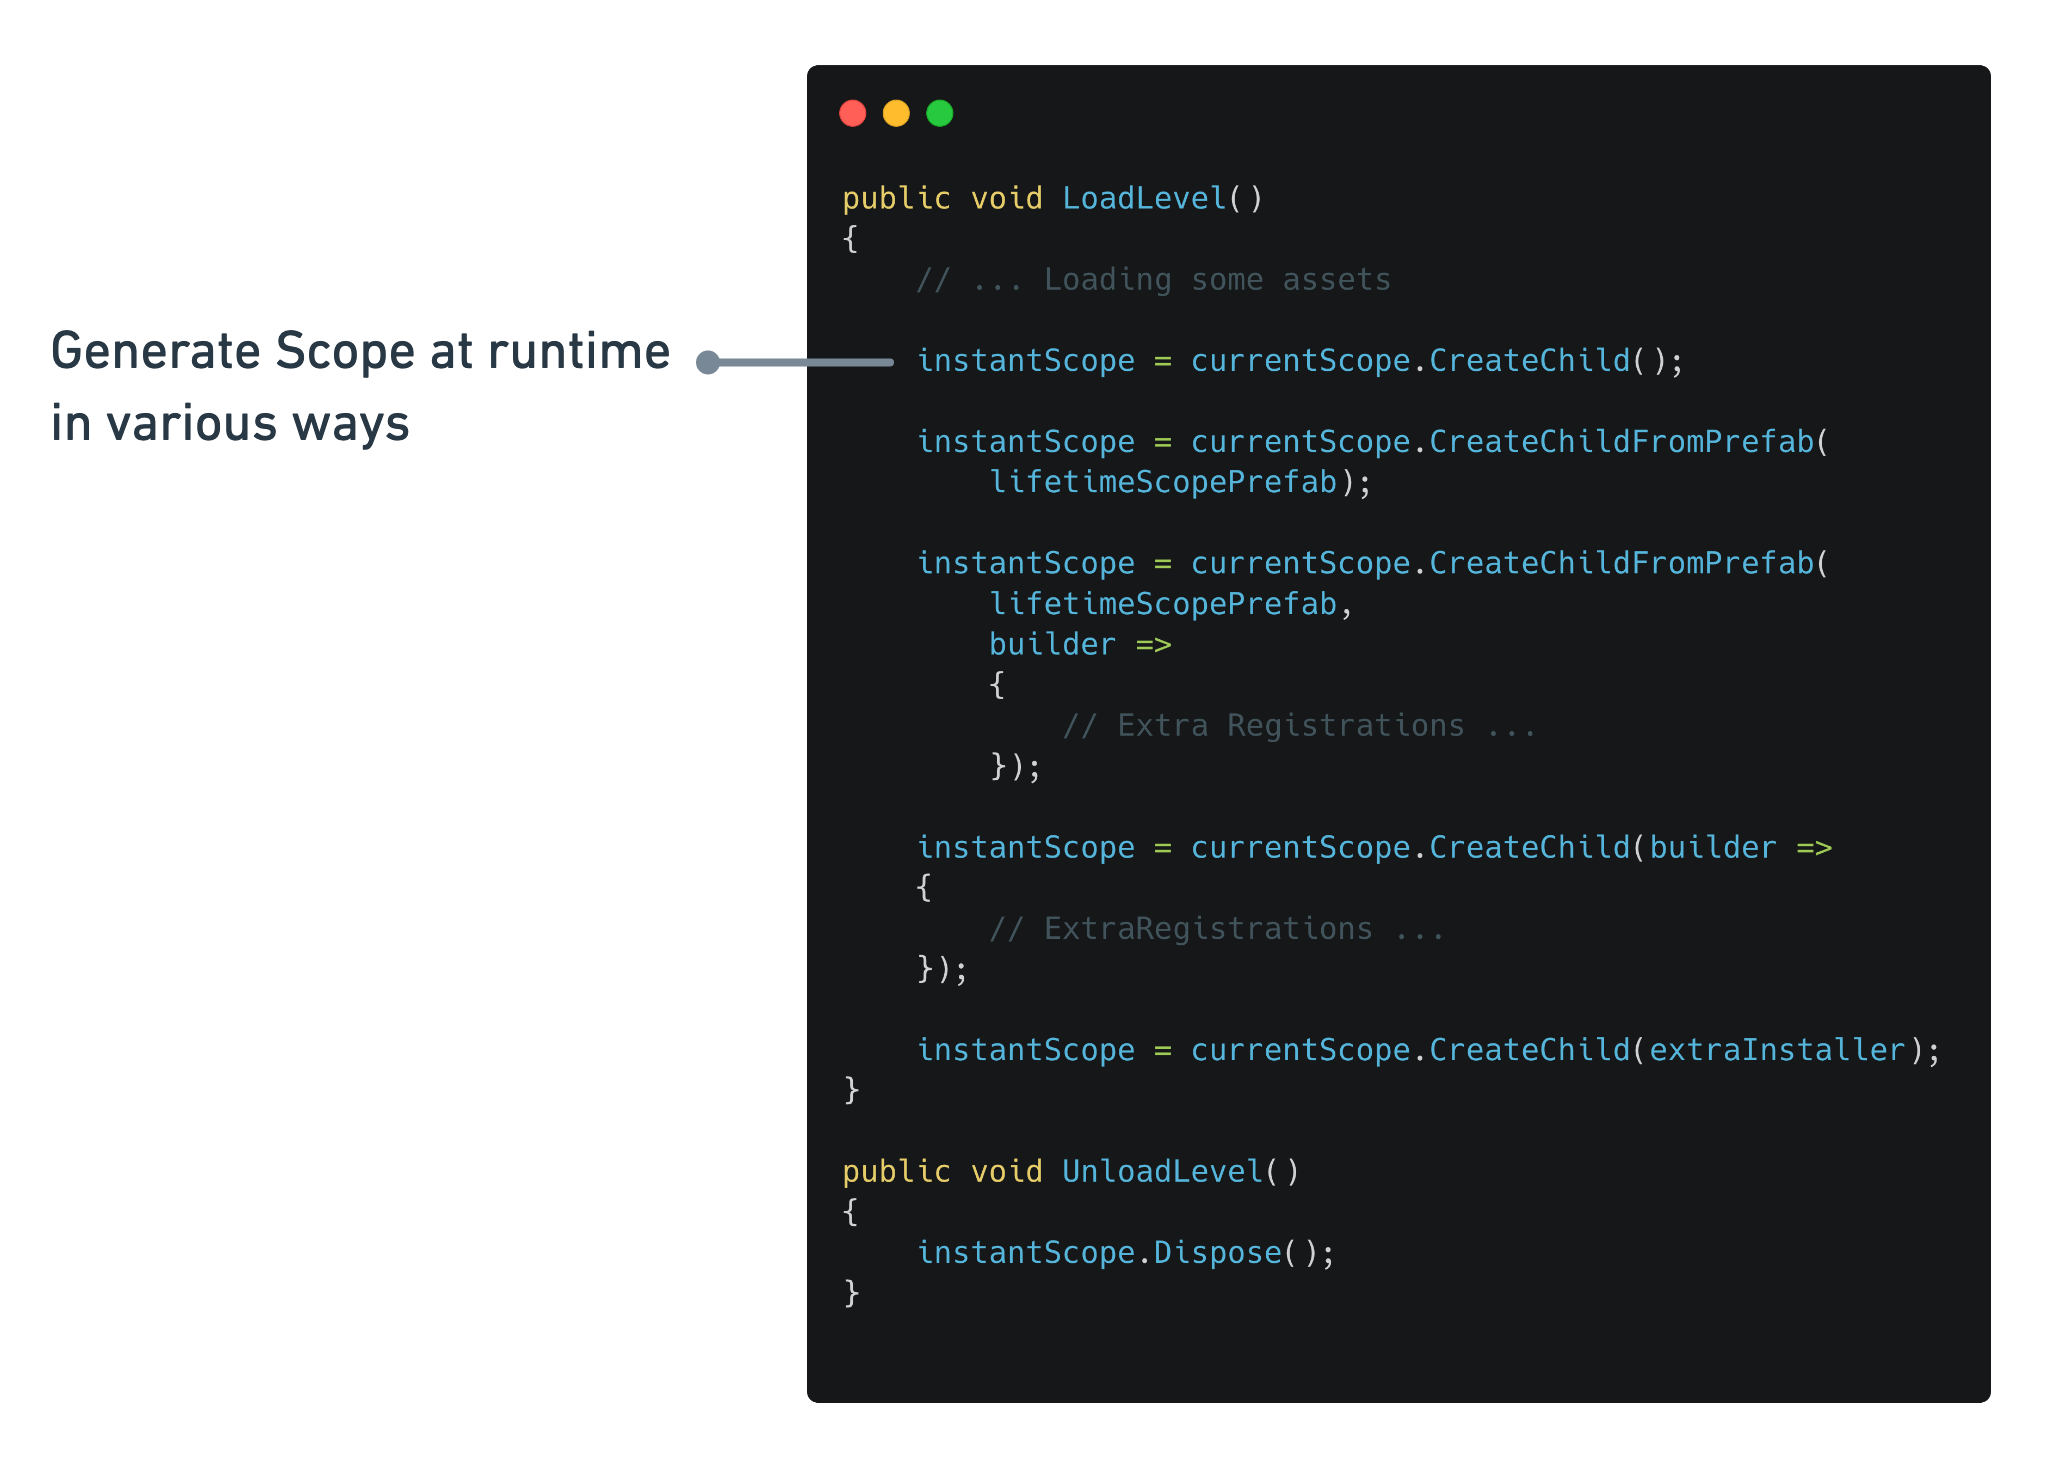 Generate Scope at runtime
in various ways
public void LoadLevel()
{
    // ... Loading some assets
    instantScope = currentScope.CreateChild();
    instantScope = currentScope.CreateChildFromPrefab(
        lifetimeScopePrefab);
    instantScope = currentScope.CreateChildFromPrefab(
        lifetimeScopePrefab,
        builder =>
        {
            // Extra Registrations ...
        });
    instantScope = currentScope.CreateChild(builder =>
    {
        // ExtraRegistrations ...
    });
    instantScope = currentScope.CreateChild(extraInstaller);
}
public void UnloadLevel()
{
    instantScope.Dispose();
}